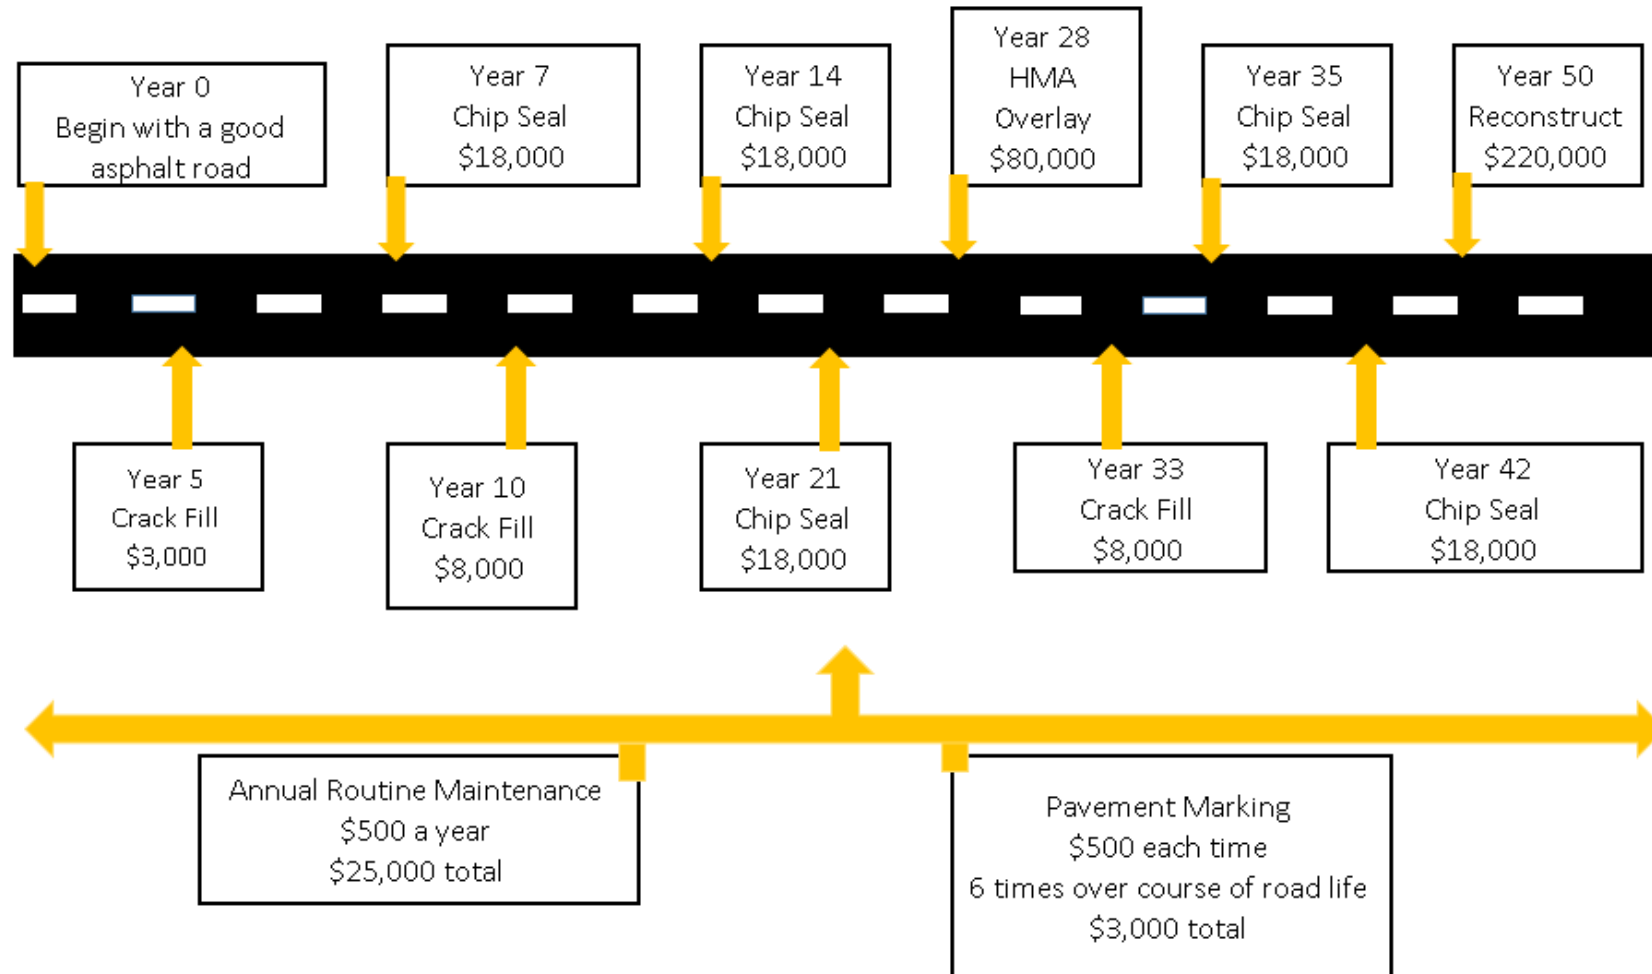 Year 0
Begin with a good
asphalt road
Year 7
Chip Seal
$18,000
Year 14
Chip Seal
$18,000
Year 28
HMA
Overlay
$80,000
Year 35
Chip Seal
$18,000
Year 50
Reconstruct
$220,000
Year 5
Crack Fill
$3,000
Year 10
Crack Fill
$8,000
Year 21
Chip Seal
$18,000
Year 33
Crack Fill
$8,000
Year 42
Chip Seal
$18,000
Annual Routine Maintenance
$500 a year
$25,000 total
Pavement Marking
$500 each time
6 times over course of road life
$3,000 total